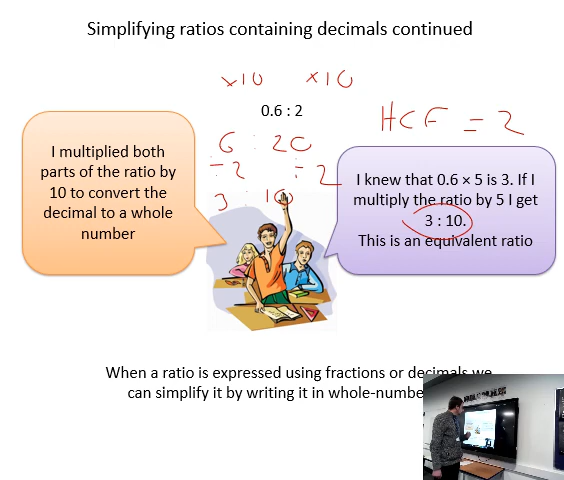 Simplifying ratios containing decimals continued
×10 ×10
0.6 : 2
HCF = 2
6 : 20
÷2 ÷2
3 : 10
I multiplied both
parts of the ratio by
10 to convert the
decimal to a whole
number
I knew that 0.6 × 5 is 3. If I
multiply the ratio by 5 I get
3 : 10.
This is an equivalent ratio
When a ratio is expressed using fractions or decimals we
can simplify it by writing it in whole-number